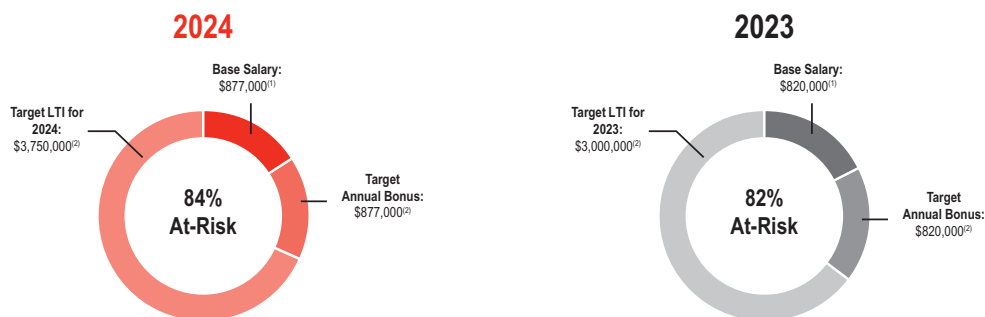 2024
Base Salary:
$877,000(1)
Target LTI for
2024:
$3,750,000(2)
84%
At-Risk
Target
Annual Bonus:
$877,000(2)
2023
Base Salary:
$820,000(1)
Target LTI for
2023:
$3,000,000(2)
82%
At-Risk
Target
Annual Bonus:
$820,000(2)